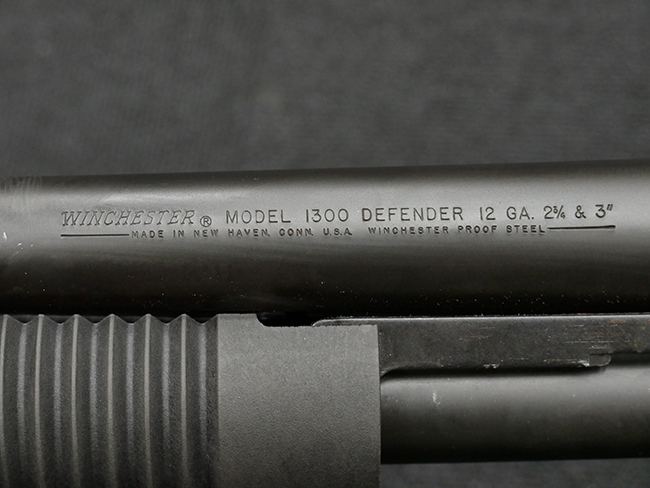 WINCHESTER® MODEL 1300 DEFENDER 12 GA. 2¾ & 3"
MADE IN NEW HAVEN, CONN. U.S.A. WINCHESTER PROOF STEEL